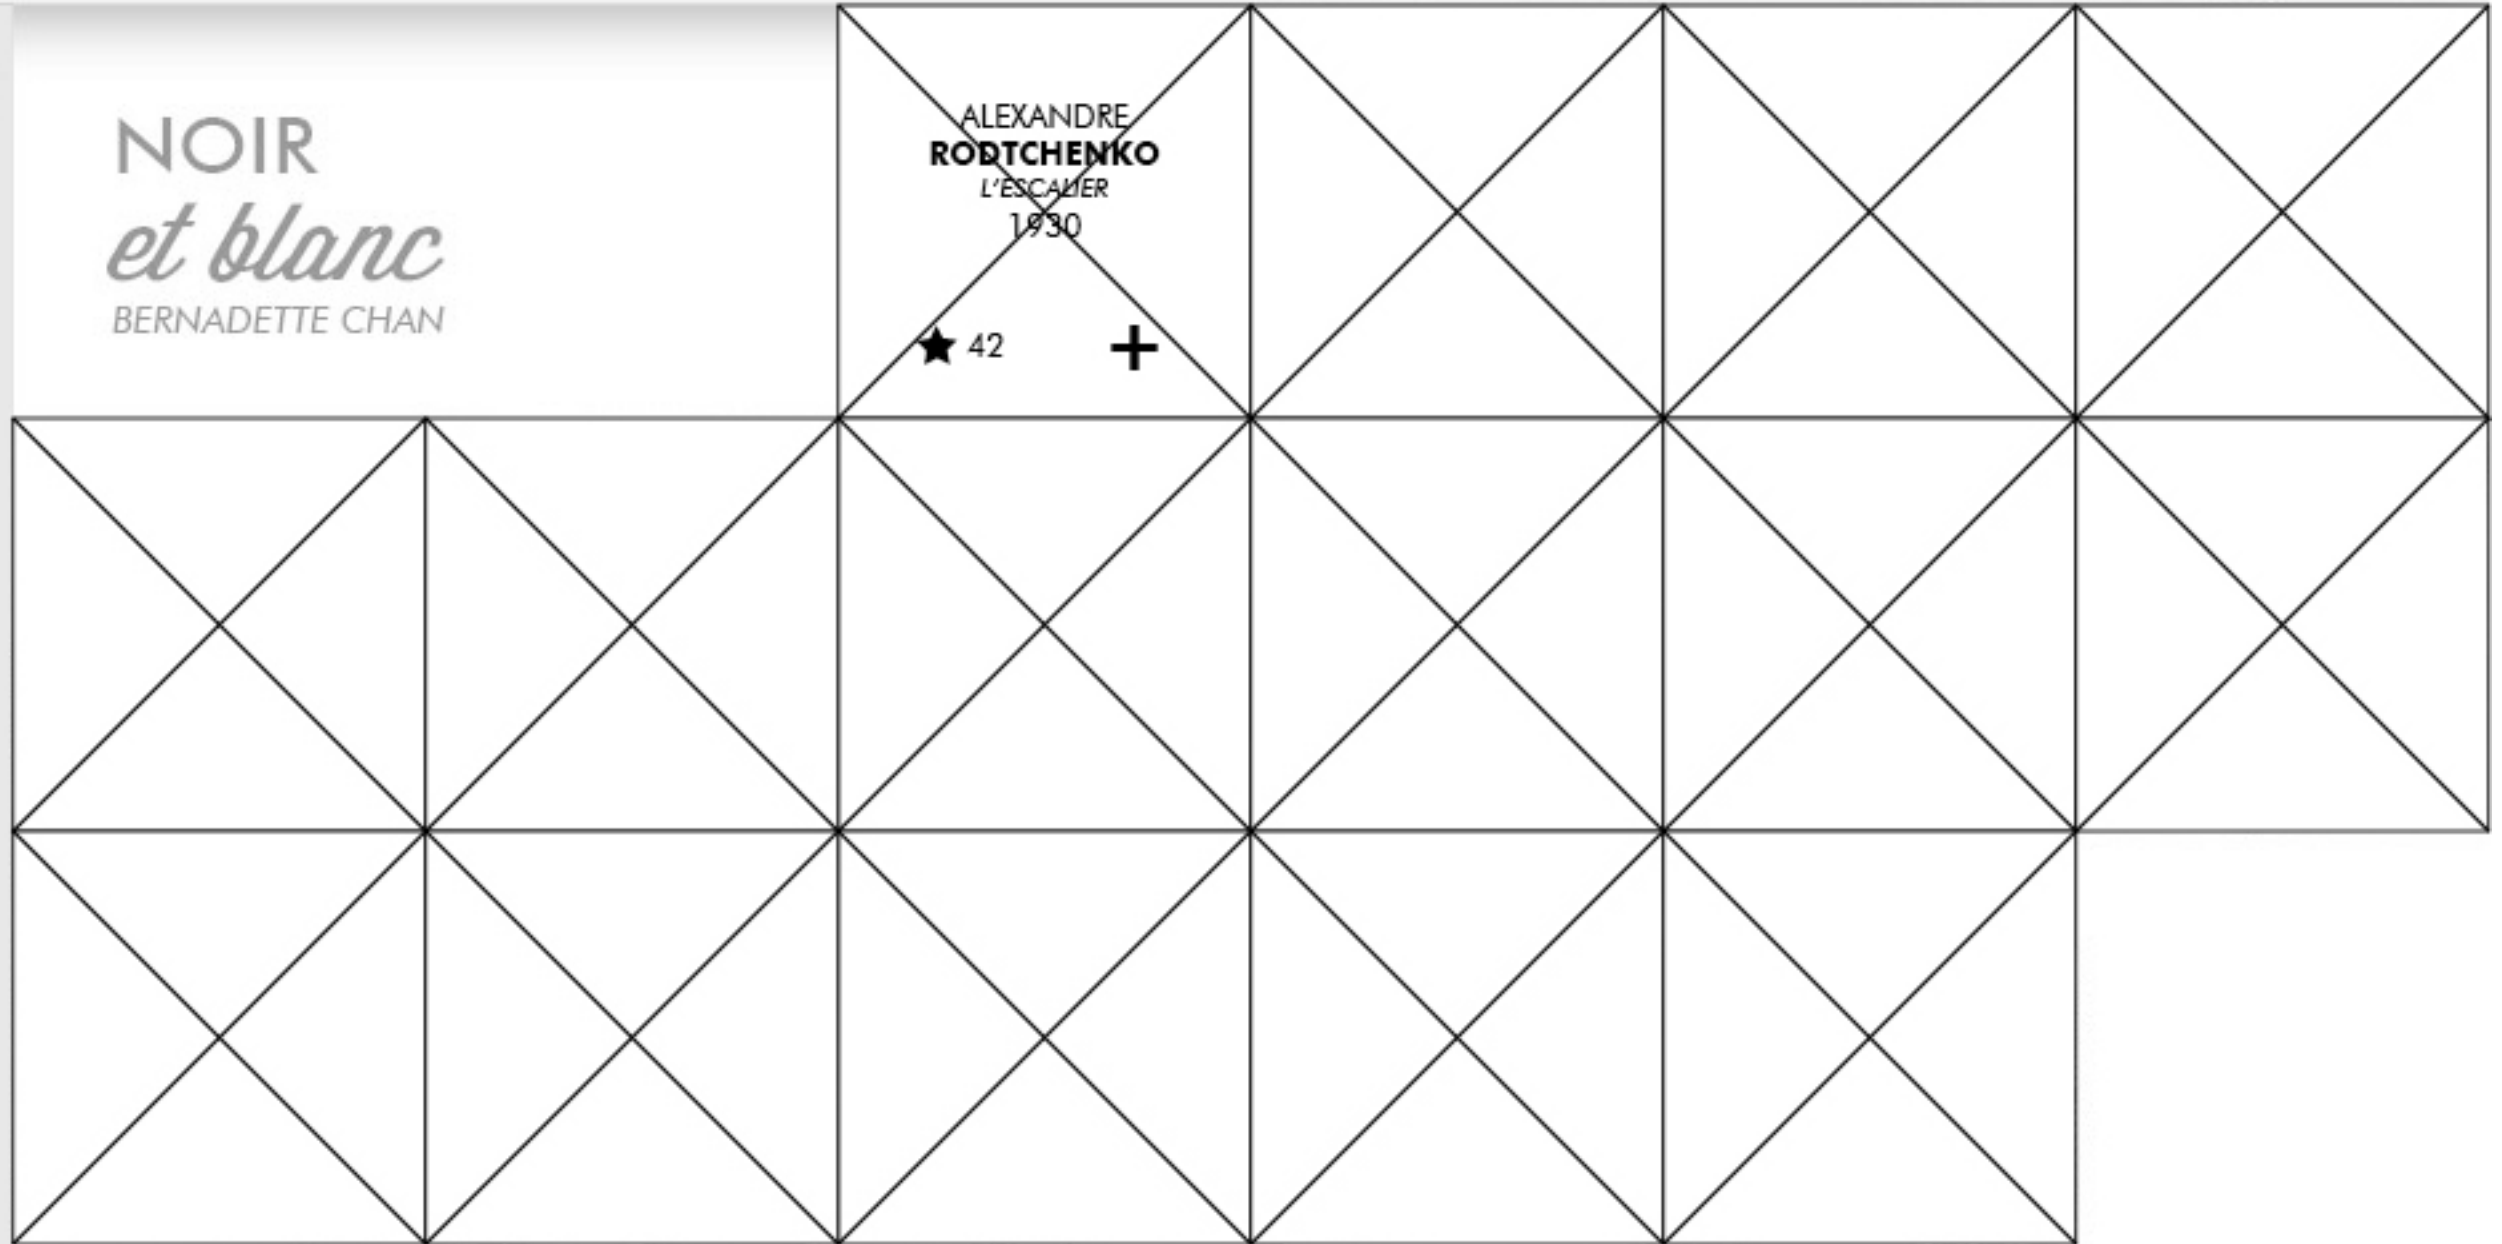 NOIR
et blanc
BERNADETTE CHAN
ALEXANDRE
RODTCHENKO
L'ESCALIER
1930
★ 42 +